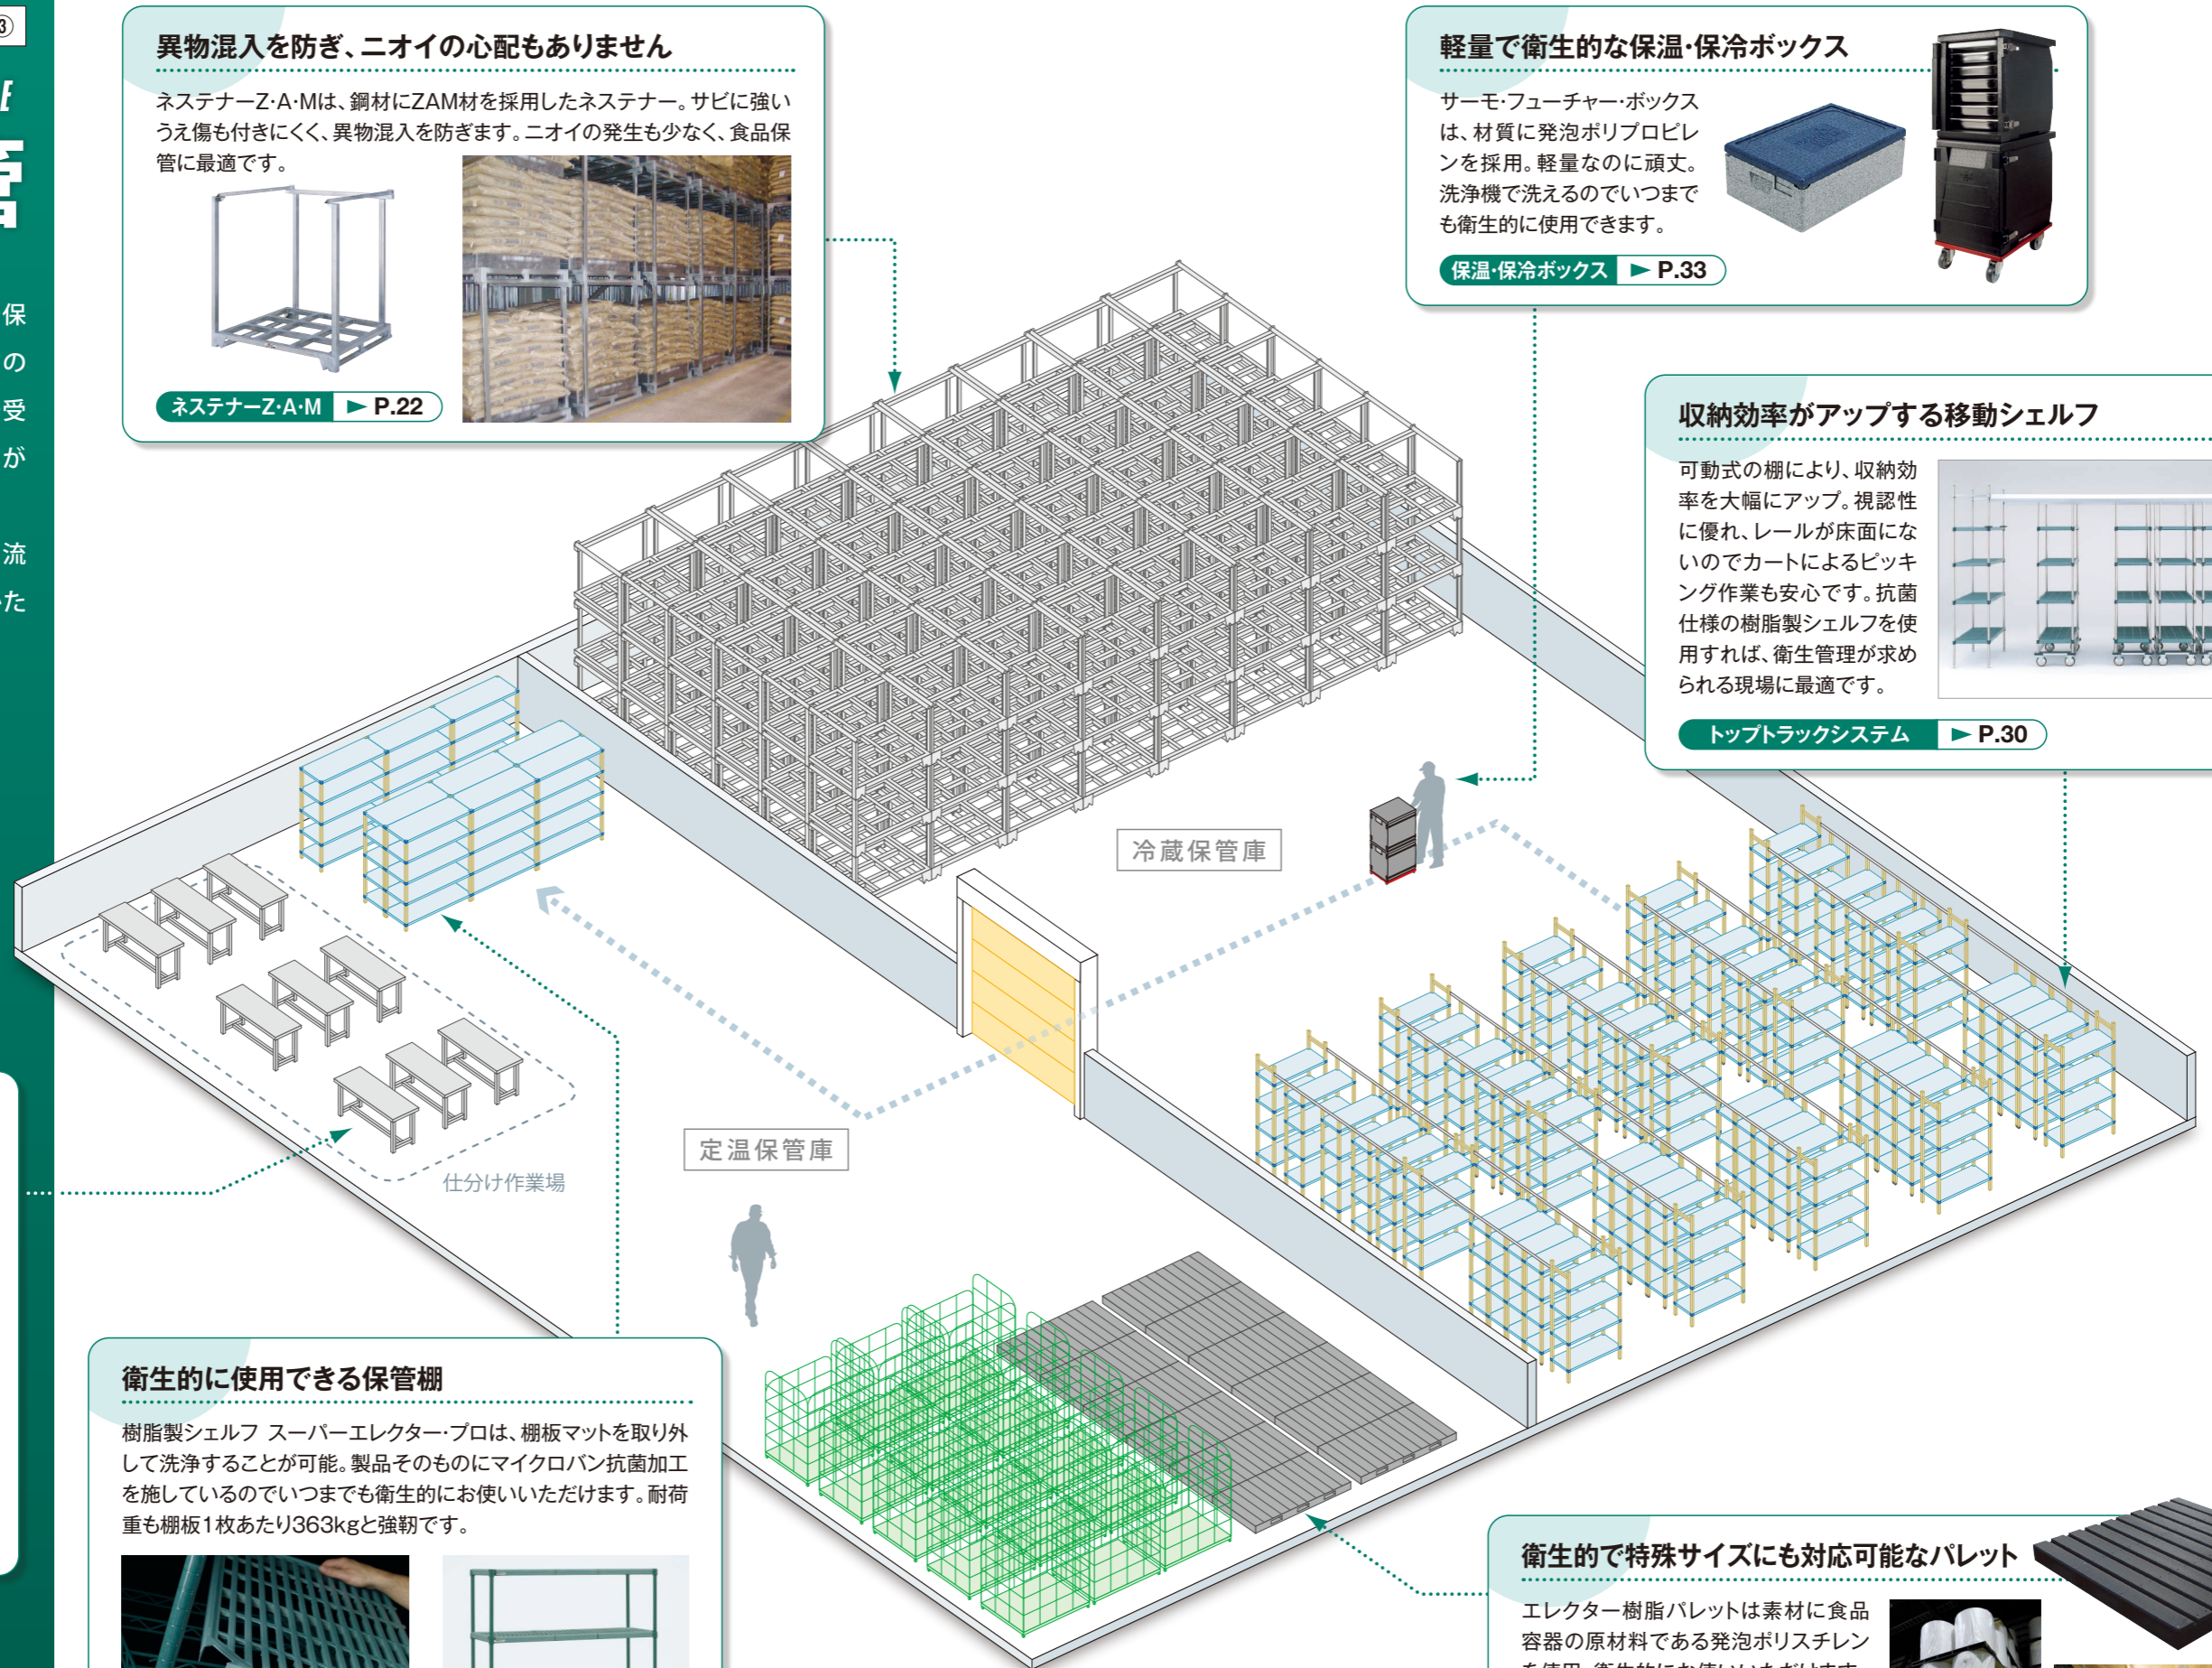 ③
E
管
保
の
受
が
流
た
異物混入を防ぎ、ニオイの心配もありません
ネステナーZ・A・Mは、鋼材にZAM材を採用したネステナー。サビに強い
うえ傷も付きにくく、異物混入を防ぎます。ニオイの発生も少なく、食品保
管に最適です。
ネステナーZ・A・M ► P.22
軽量で衛生的な保温・保冷ボックス
サーモ・フューチャー・ボックス
は、材質に発泡ポリプロピレ
ンを採用。軽量なのに頑丈。
洗浄機で洗えるのでいつまで
も衛生的に使用できます。
保温・保冷ボックス ► P.33
収納効率がアップする移動シェルフ
可動式の棚により、収納効
率を大幅にアップ。視認性
に優れ、レールが床面にな
いのでカートによるピッキ
ング作業も安心です。抗菌
仕様の樹脂製シェルフを使
用すれば、衛生管理が求め
られる現場に最適です。
トップトラックシステム ► P.30
冷蔵保管庫
定温保管庫
仕分け作業場
衛生的に使用できる保管棚
樹脂製シェルフ スーパーエレクター・プロは、棚板マットを取り外
して洗浄することが可能。製品そのものにマイクロバン抗菌加工
を施しているのでいつまでも衛生的にお使いいただけます。耐荷
重も棚板1枚あたり363kgと強靭です。
衛生的で特殊サイズにも対応可能なパレット
エレクター樹脂パレットは素材に食品
容器の原材料である発泡ポリスチレン
を使用。衛生的にお使いいただけます。